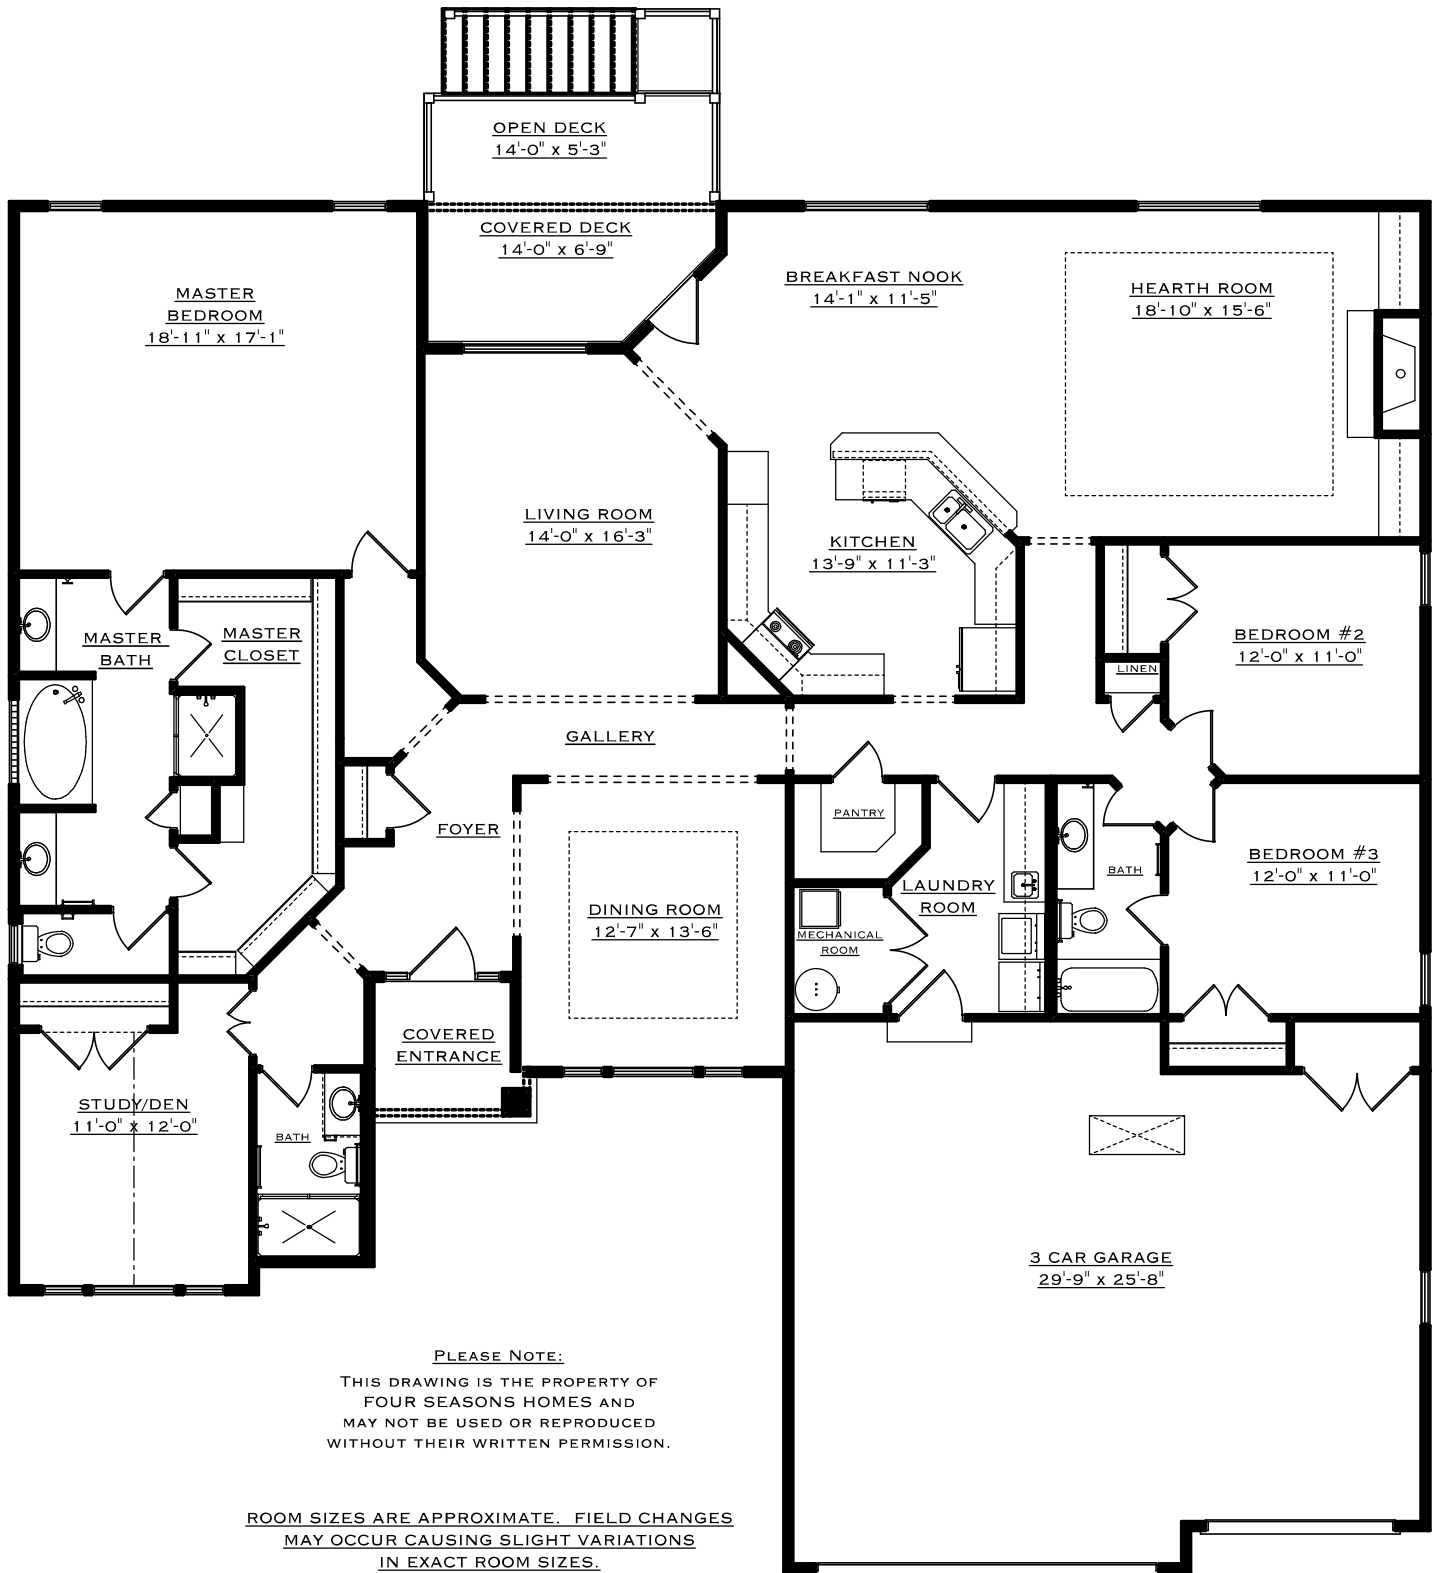 OPEN DECK
14'-0" x 5'-3"
COVERED DECK
14'-0" x 6'-9"
MASTER
BEDROOM
18'-11" x 17'-1"
BREAKFAST NOOK
14'-1" x 11'-5"
HEARTH ROOM
18'-10" x 15'-6"
LIVING ROOM
14'-0" x 16'-3"
KITCHEN
13'-9" x 11'-3"
MASTER
BATH
MASTER
CLOSET
BEDROOM #2
12'-0" x 11'-0"
LINEN
GALLERY
FOYER
PANTRY
BEDROOM #3
12'-0" x 11'-0"
BATH
LAUNDRY
ROOM
DINING ROOM
12'-7" x 13'-6"
MECHANICAL
ROOM
COVERED
ENTRANCE
STUDY/DEN
11'-0" x 12'-0"
BATH
3 CAR GARAGE
29'-9" x 25'-8"
PLEASE NOTE:
THIS DRAWING IS THE PROPERTY OF
FOUR SEASONS HOMES AND
MAY NOT BE USED OR REPRODUCED
WITHOUT THEIR WRITTEN PERMISSION.
ROOM SIZES ARE APPROXIMATE. FIELD CHANGES
MAY OCCUR CAUSING SLIGHT VARIATIONS
IN EXACT ROOM SIZES.